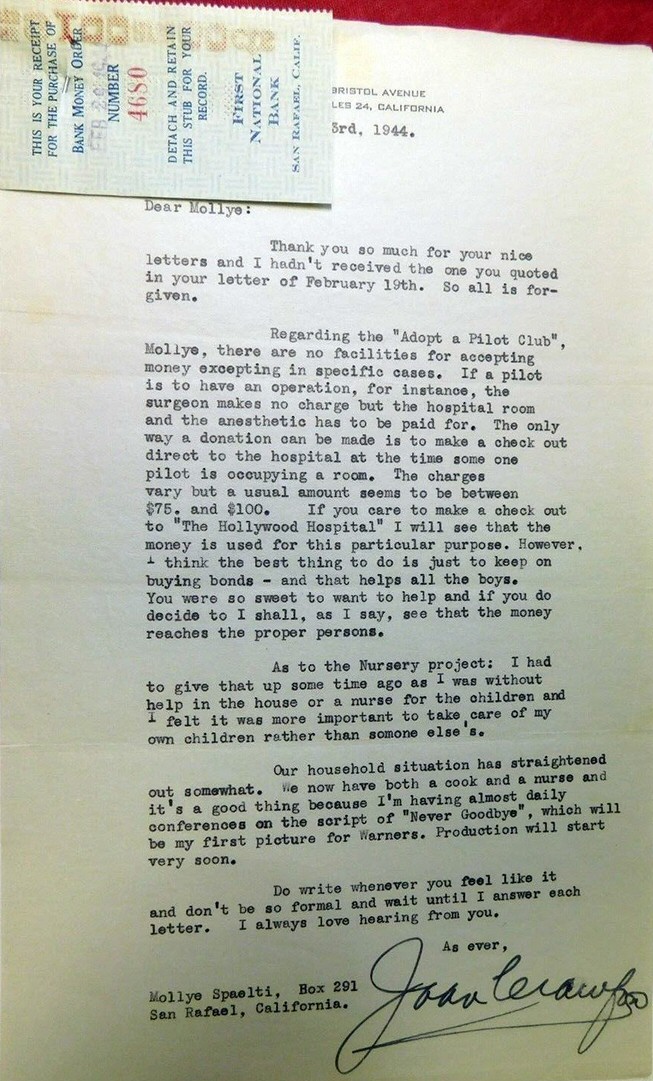 THIS IS YOUR RECEIPT
FOR THE PURCHASE OF
BANK MONEY ORDER
FEB 2
NUMBER
4680
DETACH AND RETAIN
THIS STUB FOR YOUR
RECORD.
FIRST
NATIONAL
BANK
SAN RAFAEL, CALIF.
BRISTOL AVENUE
LES 24, CALIFORNIA
3rd, 1944.
Dear Mollye:
Thank you so much for your nice
letters and I hadn't received the one you quoted
in your letter of February 19th. So all is for-
given.
Regarding the "Adopt a Pilot Club",
Mollye, there are no facilities for accepting
money excepting in specific cases. If a pilot
is to have an operation, for instance, the
surgeon makes no charge but the hospital room
and the anesthetic has to be paid for. The only
way a donation can be made is to make a check out
direct to the hospital at the time some one
pilot is occupying a room. The charges
vary but a usual amount seems to be between
$75. and $100. If you care to make a check out
to "The Hollywood Hospital" I will see that the
money is used for this particular purpose. However,
I think the best thing to do is just to keep on
buying bonds - and that helps all the boys.
You were so sweet to want to help and if you do
decide to I shall, as I say, see that the money
reaches the proper persons.
As to the Nursery project: I had
to give that up some time ago as I was without
help in the house or a nurse for the children and
I felt it was more important to take care of my
own children rather than somone else's.
Our household situation has straightened
out somewhat. We now have both a cook and a nurse and
it's a good thing because I'm having almost daily
conferences on the script of "Never Goodbye", which will
be my first picture for Warners. Production will start
very soon.
Do write whenever you feel like it
and don't be so formal and wait until I answer each
letter. I always love hearing from you.
As ever,
Joan Crawford
Mollye Spaelti, Box 291
San Rafael, California.